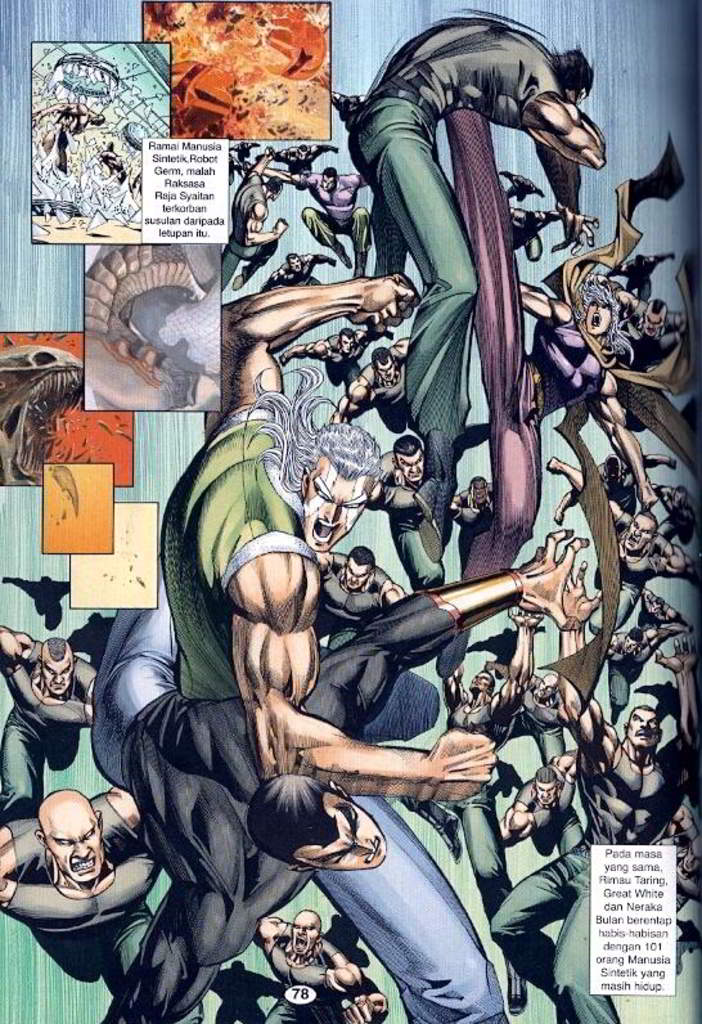 Ramai Manusia
Sintetik,Robot
Germ, malah
Raksasa
Raja Syaitan
terkorban
susulan daripada
letupan itu.
Pada masa
yang sama,
Rimau Taring,
Great White
dan Neraka
Bulan berentap
habis-habisan
dengan 101
orang Manusia
Sintetik yang
masih hidup.
78